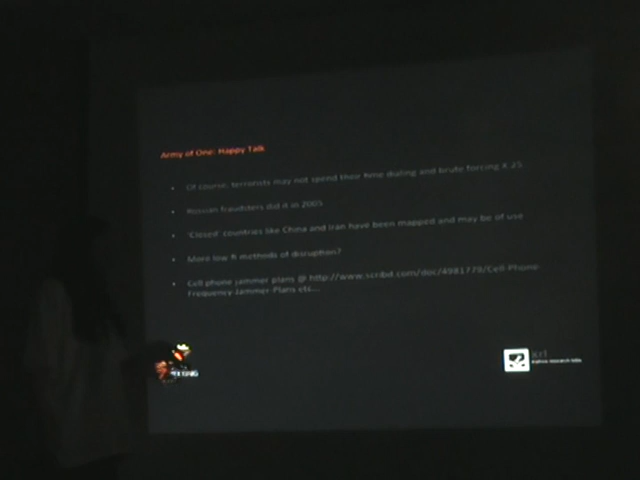 Army of One: Happy Talk
Of course, terrorists may not spend their time dialing and brute forcing X.25
Russian fraudsters did it in 2005
'Closed' countries like China and Iran have been mapped and may be of use
More low fi methods of disruption?
Cell phone jammer plans @ http://www.scribd.com/doc/4981778/Cell-Phone-
Frequency-Jammer-Plans etc...